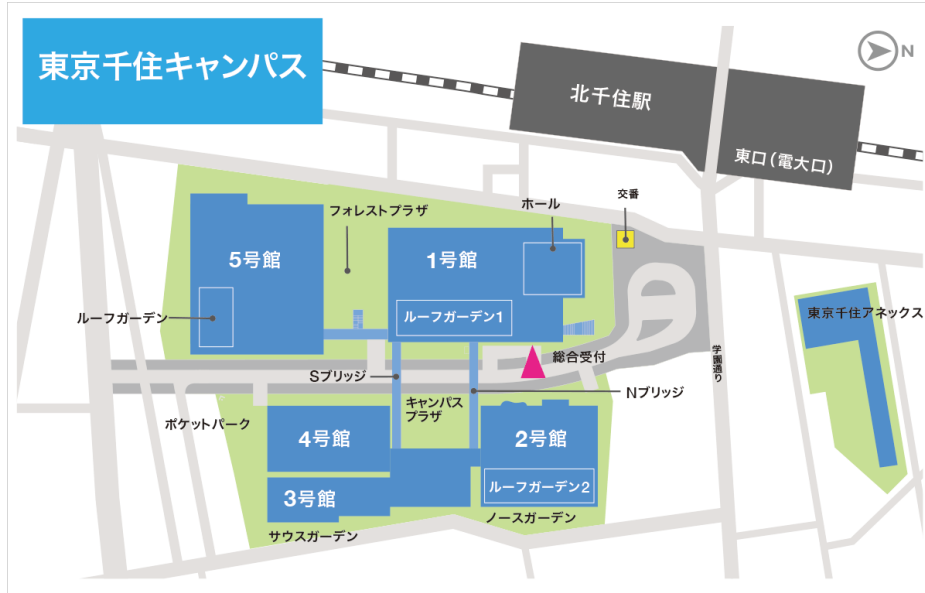 東京千住キャンパス
N
北千住駅
東口（電大口）
交番
ホール
フォレストプラザ
5号館
1号館
ルーフガーデン
ルーフガーデン1
東京千住アネックス
総合受付
学園通り
Sブリッジ
Nブリッジ
キャンパス
プラザ
ポケットパーク
4号館
2号館
ルーフガーデン2
3号館
ノースガーデン
サウスガーデン